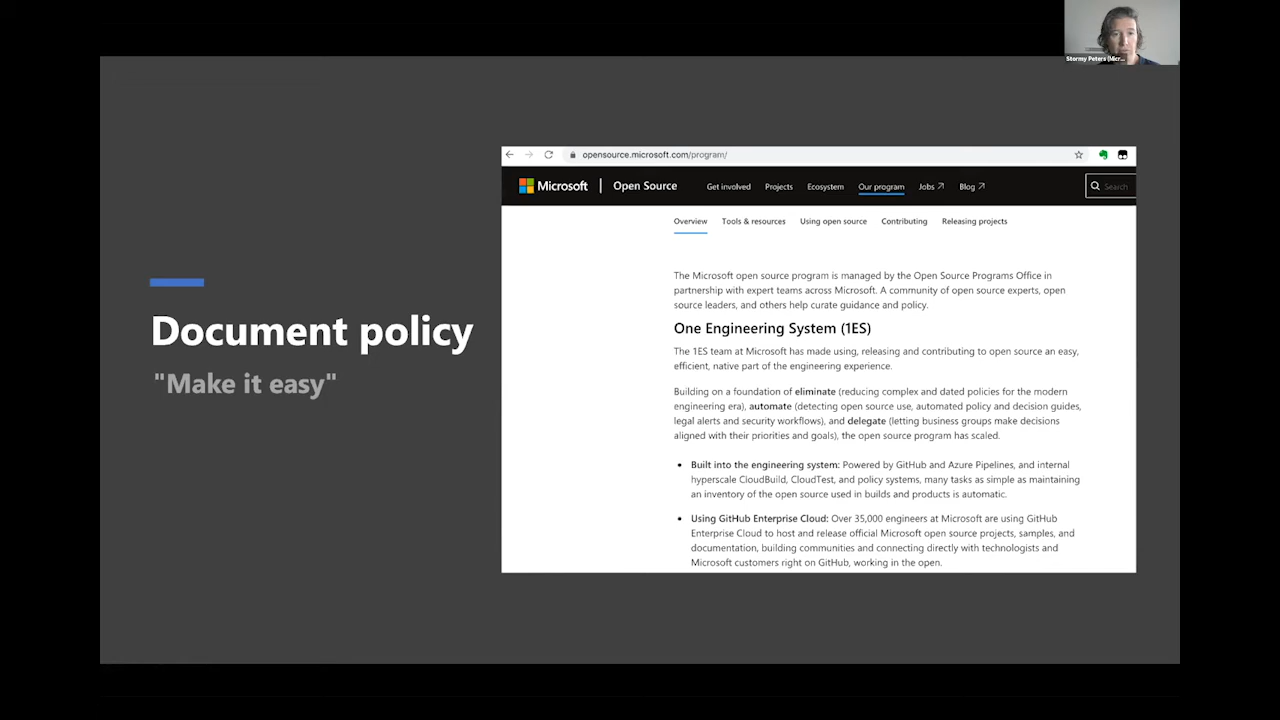 Stormy Peters (Micr...
Document policy
"Make it easy"
opensource.microsoft.com/program/
Microsoft | Open Source
Get involved Projects Ecosystem Our program Jobs Blog Search
Overview Tools & resources Using open source Contributing Releasing projects
The Microsoft open source program is managed by the Open Source Programs Office in
partnership with expert teams across Microsoft. A community of open source experts, open
source leaders, and others help curate guidance and policy.
One Engineering System (1ES)
The 1ES team at Microsoft has made using, releasing and contributing to open source an easy,
efficient, native part of the engineering experience.
Building on a foundation of eliminate (reducing complex and dated policies for the modern
engineering era), automate (detecting open source use, automated policy and decision guides,
legal alerts and security workflows), and delegate (letting business groups make decisions
aligned with their priorities and goals), the open source program has scaled.
• Built into the engineering system: Powered by GitHub and Azure Pipelines, and internal
hyperscale CloudBuild, CloudTest, and policy systems, many tasks as simple as maintaining
an inventory of the open source used in builds and products is automatic.
• Using GitHub Enterprise Cloud: Over 35,000 engineers at Microsoft are using GitHub
Enterprise Cloud to host and release official Microsoft open source projects, samples, and
documentation, building communities and connecting directly with technologists and
Microsoft customers right on GitHub, working in the open.